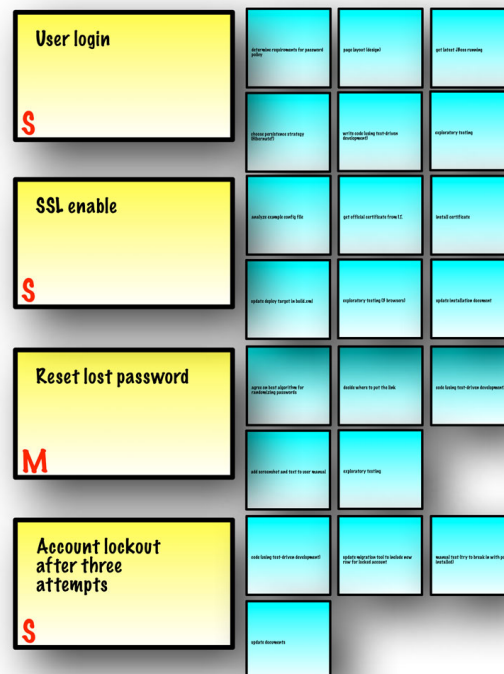 User login
S
determine requirements for password
policy
page layout (design)
get latest JBoss running
choose persistence strategy
(Hibernate?)
write code (using test-driven
development)
exploratory testing
SSL enable
S
analyze example config file
get official certificate from I.T.
install certificate
update deploy target in build.xml
exploratory testing (# browsers)
update installation document
Reset lost password
M
agree on best algorithm for
randomizing passwords
decide where to put the link
code (using test-driven development)
add screenshot and text to user manual
exploratory testing
Account lockout
after three
attempts
S
code (using test-driven development)
update migration tool to include new
row for locked account
manual test (try to break in with
installed)
update documents